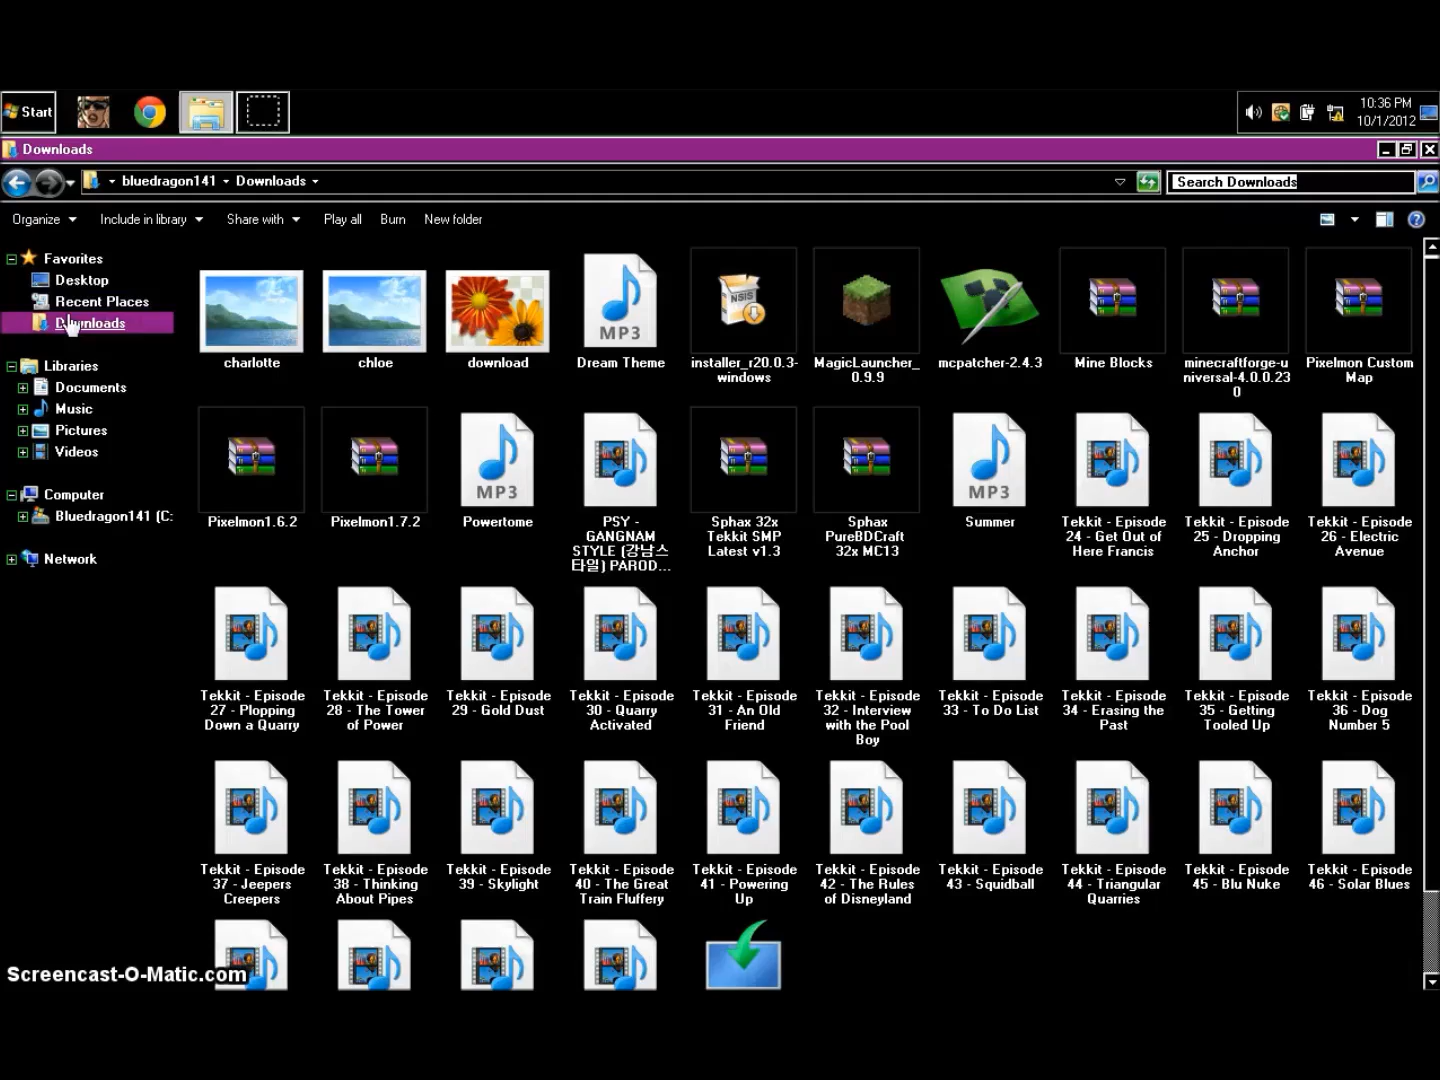 Start
10:36 PM
10/1/2012
Downloads
bluedragon141 Downloads
Search Downloads
Organize Include in library Share with Play all Burn New folder
Favorites
Desktop
Recent Places
Downloads
Libraries
Documents
Music
Pictures
Videos
Computer
Bluedragon141 (C:
Network
charlotte
chloe
download
MP3
Dream Theme
NSIS
installer_r20.0.3-
windows
MagicLauncher_
0.9.9
mcpatcher-2.4.3
Mine Blocks
minecraftforge-u
niversal-4.0.0.23
0
Pixelmon Custom
Map
Pixelmon1.6.2
Pixelmon1.7.2
MP3
Powertome
PSY -
GANGNAM
STYLE (강남스
타일) PAROD...
Sphax 32x
Tekkit SMP
Latest v1.3
Sphax
PureBDCraft
32x MC13
MP3
Summer
Tekkit - Episode
24 - Get Out of
Here Francis
Tekkit - Episode
25 - Dropping
Anchor
Tekkit - Episode
26 - Electric
Avenue
Tekkit - Episode
27 - Plopping
Down a Quarry
Tekkit - Episode
28 - The Tower
of Power
Tekkit - Episode
29 - Gold Dust
Tekkit - Episode
30 - Quarry
Activated
Tekkit - Episode
31 - An Old
Friend
Tekkit - Episode
32 - Interview
with the Pool
Boy
Tekkit - Episode
33 - To Do List
Tekkit - Episode
34 - Erasing the
Past
Tekkit - Episode
35 - Getting
Tooled Up
Tekkit - Episode
36 - Dog
Number 5
Tekkit - Episode
37 - Jeepers
Creepers
Tekkit - Episode
38 - Thinking
About Pipes
Tekkit - Episode
39 - Skylight
Tekkit - Episode
40 - The Great
Train Fluffery
Tekkit - Episode
41 - Powering
Up
Tekkit - Episode
42 - The Rules
of Disneyland
Tekkit - Episode
43 - Squidball
Tekkit - Episode
44 - Triangular
Quarries
Tekkit - Episode
45 - Blu Nuke
Tekkit - Episode
46 - Solar Blues
Screencast-O-Matic.com